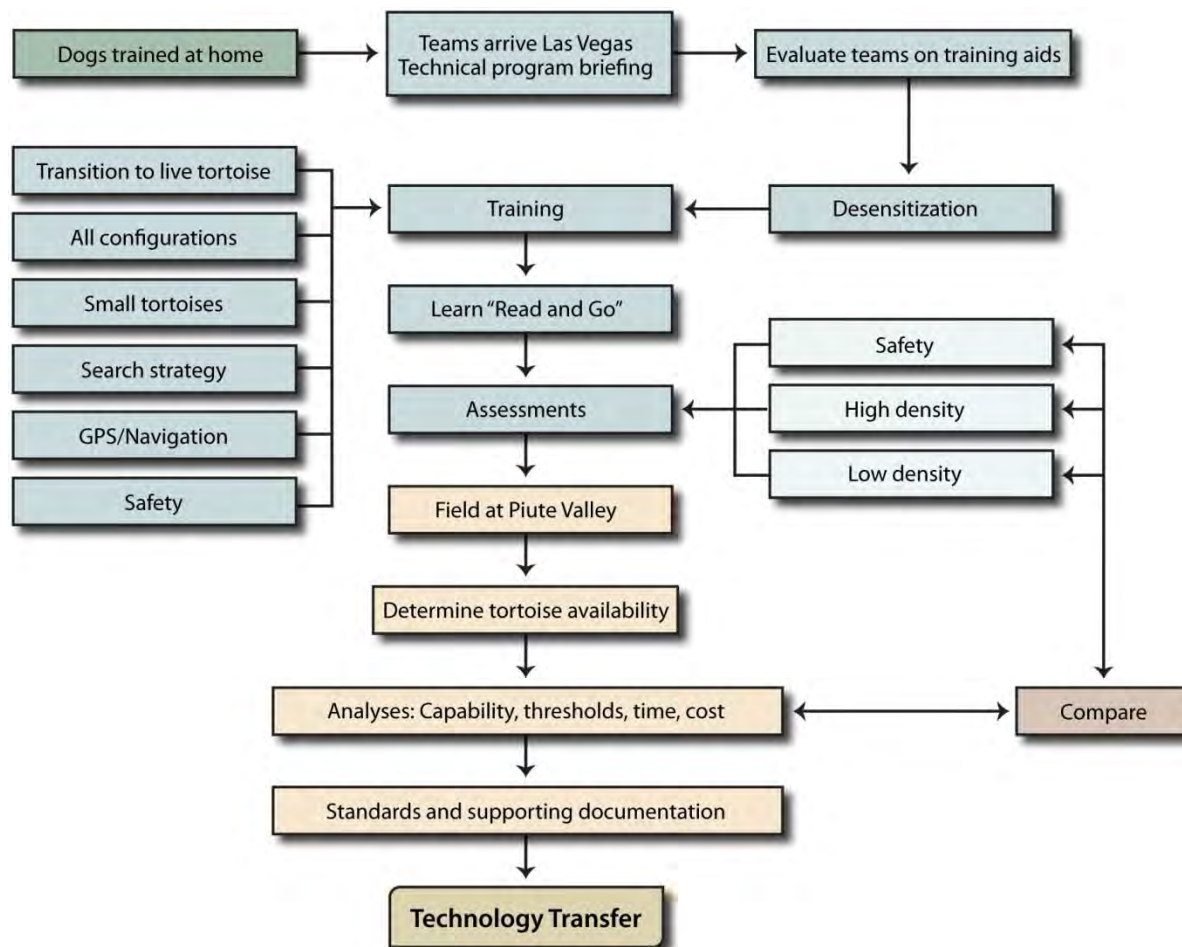 Dogs trained at home
Teams arrive Las Vegas
Technical program briefing
Evaluate teams on training aids
Transition to live tortoise
All configurations
Small tortoises
Search strategy
GPS/Navigation
Safety
Training
Desensitization
Learn “Read and Go”
Assessments
Safety
High density
Low density
Field at Piute Valley
Determine tortoise availability
Analyses: Capability, thresholds, time, cost
Compare
Standards and supporting documentation
Technology Transfer